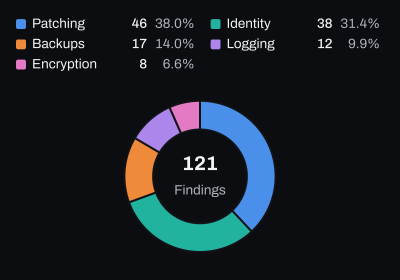 Patching 46 38.0% Identity 38 31.4%
Backups 17 14.0% Logging 12 9.9%
Encryption 8 6.6%
121
Findings